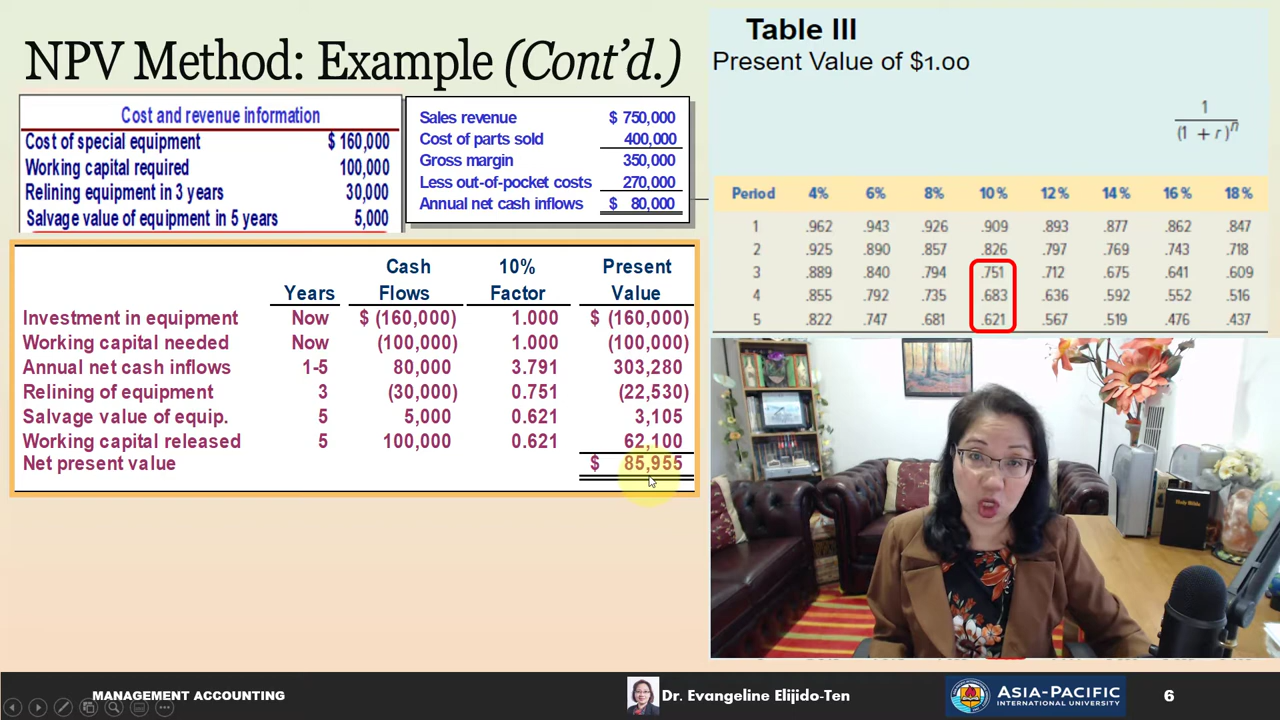 NPV Method: Example (Cont'd.)
Cost and revenue information
Cost of special equipment $ 160,000
Working capital required 100,000
Relining equipment in 3 years 30,000
Salvage value of equipment in 5 years 5,000
Sales revenue $ 750,000
Cost of parts sold 400,000
Gross margin 350,000
Less out-of-pocket costs 270,000
Annual net cash inflows $ 80,000
Cash 10% Present
Years Flows Factor Value
Investment in equipment Now $ (160,000) 1.000 $ (160,000)
Working capital needed Now (100,000) 1.000 (100,000)
Annual net cash inflows 1-5 80,000 3.791 303,280
Relining of equipment 3 (30,000) 0.751 (22,530)
Salvage value of equip. 5 5,000 0.621 3,105
Working capital released 5 100,000 0.621 62,100
Net present value $ 85,955
Table III
Present Value of $1.00
1
(1 + r)n
Period 4% 6% 8% 10% 12% 14% 16% 18%
1 .962 .943 .926 .909 .893 .877 .862 .847
2 .925 .890 .857 .826 .797 .769 .743 .718
3 .889 .840 .794 .751 .712 .675 .641 .609
4 .855 .792 .735 .683 .636 .592 .552 .516
5 .822 .747 .681 .621 .567 .519 .476 .437
Holy Bible
MANAGEMENT ACCOUNTING
Dr. Evangeline Elijido-Ten
ASIA-PACIFIC
INTERNATIONAL UNIVERSITY
6